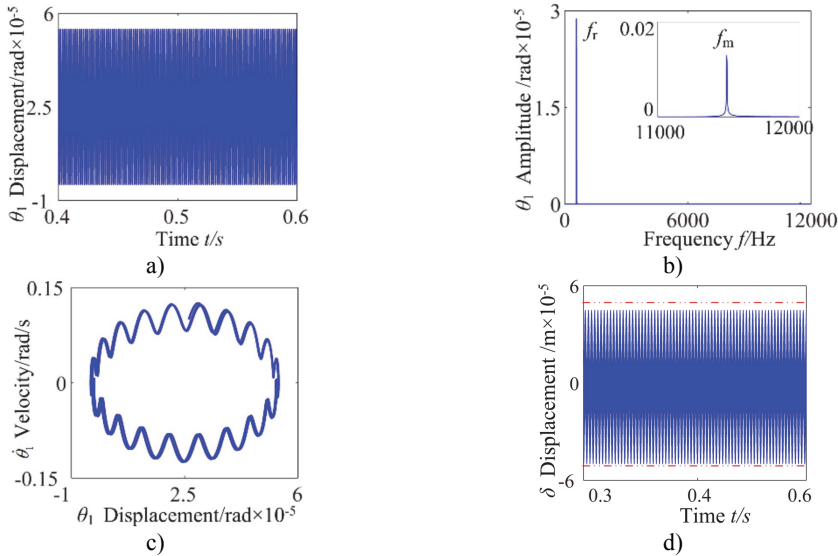 6
2.5
-1
θ₁ Displacement/rad×10⁻⁵
0.4
0.5
0.6
Time t/s
a)
3
1.5
0
θ₁ Amplitude /rad×10⁻⁵
fᵣ
0.02
fₘ
0
11000
12000
0
6000
12000
Frequency f/Hz
b)
0.15
0
-0.15
θ̇₁ Velocity/rad/s
-1
2.5
6
θ₁ Displacement/rad×10⁻⁵
c)
6
0
-6
δ Displacement /m×10⁻⁵
0.3
0.4
0.6
Time t/s
d)